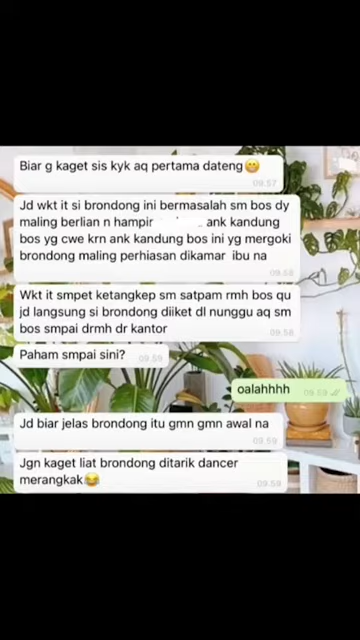 Biar g kaget sis kyk aq pertama dateng
09.57
Jd wkt it si brondong ini bermasalah sm bos dy
maling berlian n hampir ank kandung
bos yg cwe krn ank kandung bos ini yg mergoki
brondong maling perhiasan dikamar ibu na
09.58
Wkt it smpet ketangkep sm satpam rmh bos qu
jd langsung si brondong diiket dl nunggu aq sm
bos smpai drmh dr kantor
09.58
Paham smpai sini?
09.59
oalahhhh
09.59
Jd biar jelas brondong itu gmn gmn awal na
09.59
Jgn kaget liat brondong ditarik dancer
merangkak
09.59